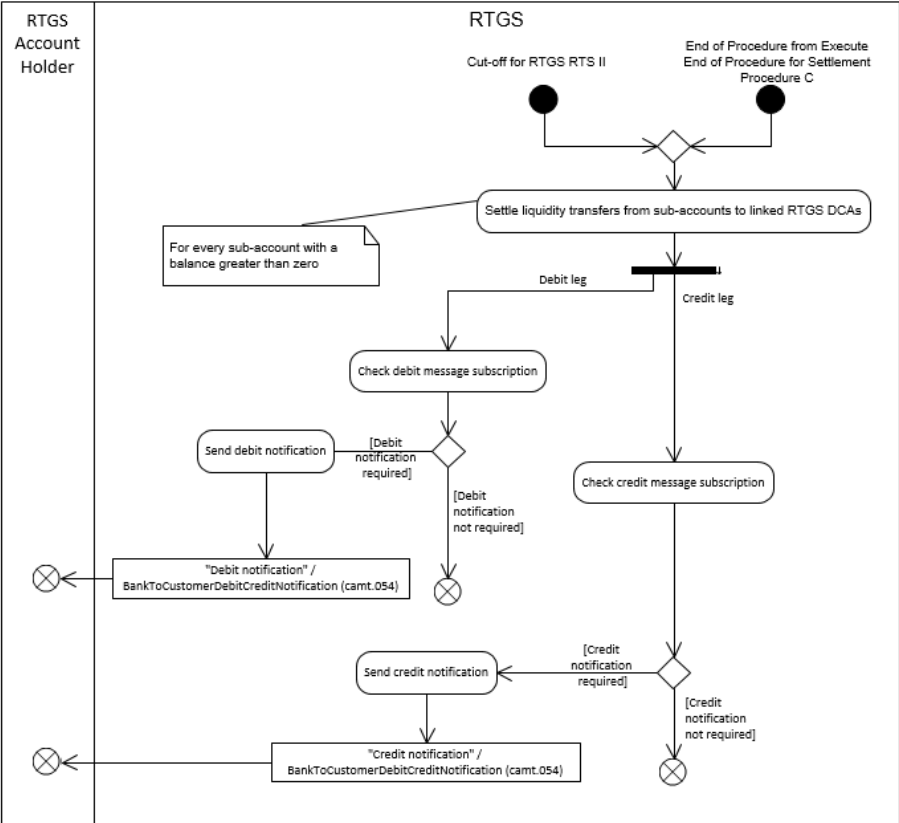 RTGS
Account
Holder
RTGS
Cut-off for RTGS RTS II
End of Procedure from Execute
End of Procedure for Settlement
Procedure C
Settle liquidity transfers from sub-accounts to linked RTGS DCAs
For every sub-account with a
balance greater than zero
Debit leg
Credit leg
Check debit message subscription
Send debit notification
[Debit
notification
required]
Check credit message subscription
[Debit
notification
not required]
"Debit notification" /
BankToCustomerDebitCreditNotification (camt.054)
Send credit notification
[Credit
notification
required]
[Credit
notification
not required]
"Credit notification" /
BankToCustomerDebitCreditNotification (camt.054)